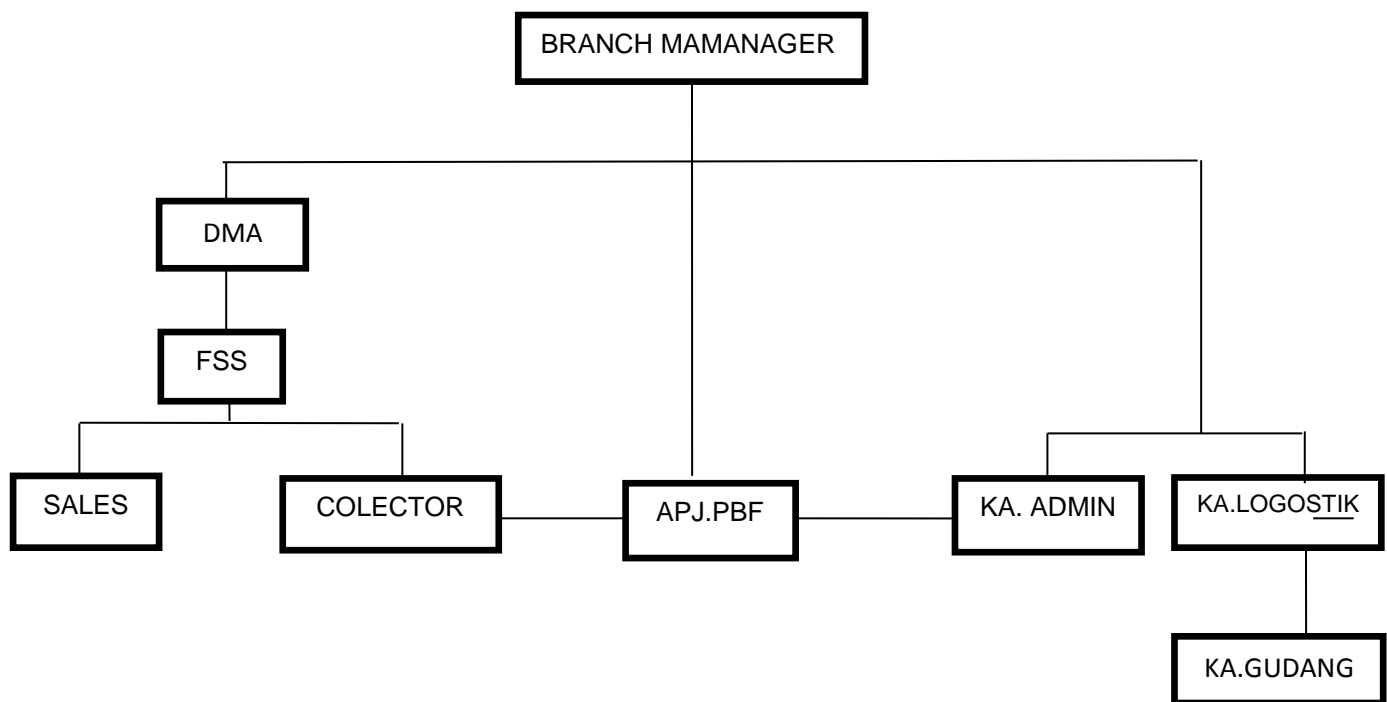 BRANCH MAMANAGER
DMA
FSS
SALES
COLECTOR
APJ.PBF
KA. ADMIN
KA.LOGOSTIK
KA.GUDANG